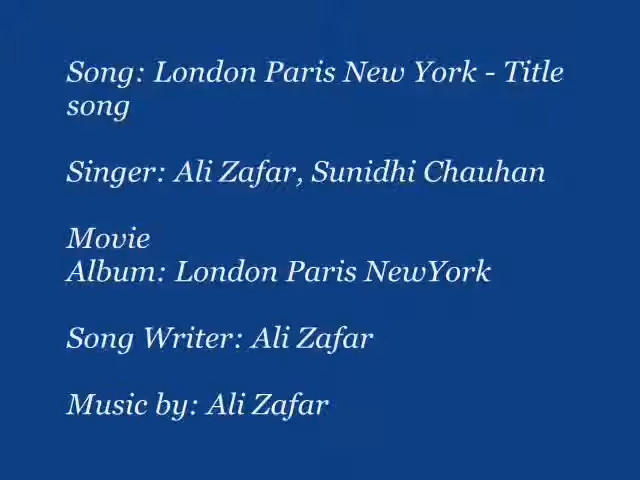 Song: London Paris New York - Title
song
Singer: Ali Zafar, Sunidhi Chauhan
Movie
Album: London Paris NewYork
Song Writer: Ali Zafar
Music by: Ali Zafar